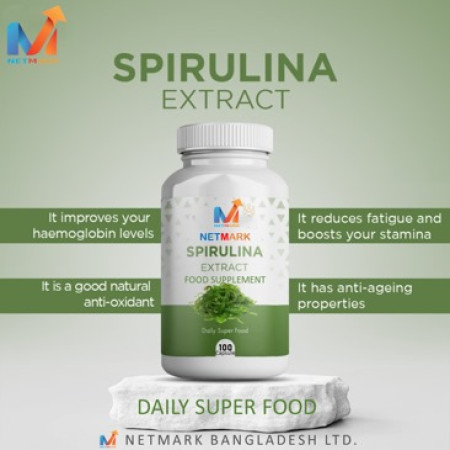 NETMARK
SPIRULINA
EXTRACT
NETMARK
NETMARK
SPIRULINA
EXTRACT
FOOD SUPPLEMENT
Daily Super Food
100
It improves your
haemoglobin levels
It is a good natural
anti-oxidant
It reduces fatigue and
boosts your stamina
It has anti-ageing
properties
DAILY SUPER FOOD
NETMARK BANGLADESH LTD.